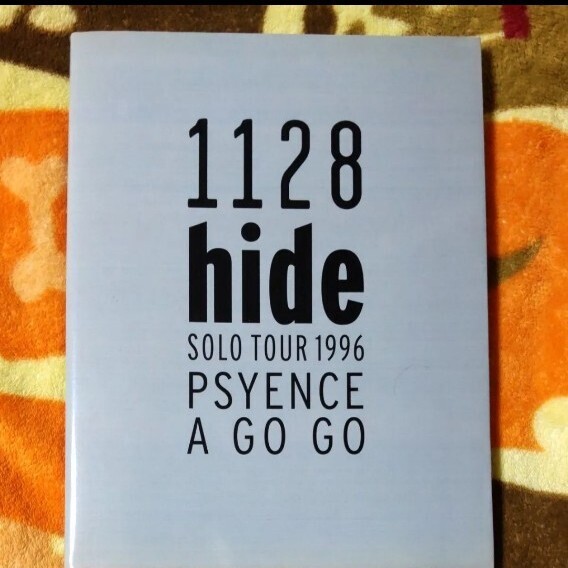 1128
hide
SOLO TOUR 1996
PSYENCE
A GO GO